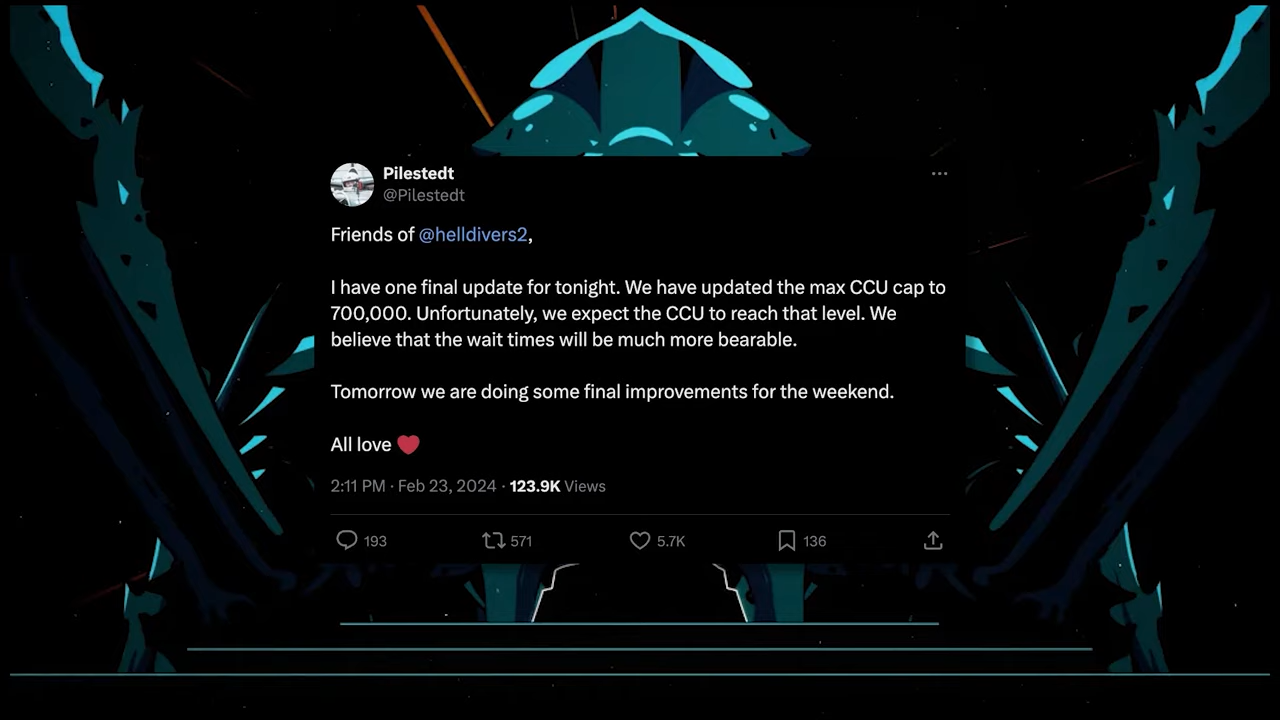 Pilestedt
@Pilestedt
Friends of @helldivers2,
I have one final update for tonight. We have updated the max CCU cap to
700,000. Unfortunately, we expect the CCU to reach that level. We
believe that the wait times will be much more bearable.
Tomorrow we are doing some final improvements for the weekend.
All love ❤️
2:11 PM · Feb 23, 2024 · 123.9K Views
193 571 5.7K 136